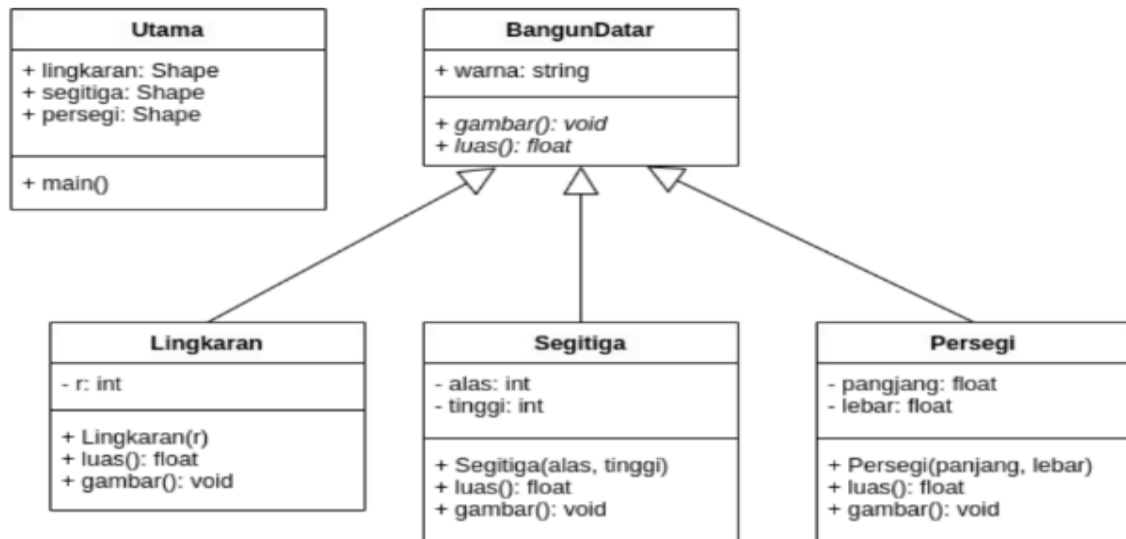 Utama
+ lingkaran: Shape
+ segitiga: Shape
+ persegi: Shape
+ main()
BangunDatar
+ warna: string
+ gambar(): void
+ luas(): float
Lingkaran
- r: int
+ Lingkaran(r)
+ luas(): float
+ gambar(): void
Segitiga
- alas: int
- tinggi: int
+ Segitiga(alas, tinggi)
+ luas(): float
+ gambar(): void
Persegi
- pangjang: float
- lebar: float
+ Persegi(panjang, lebar)
+ luas(): float
+ gambar(): void